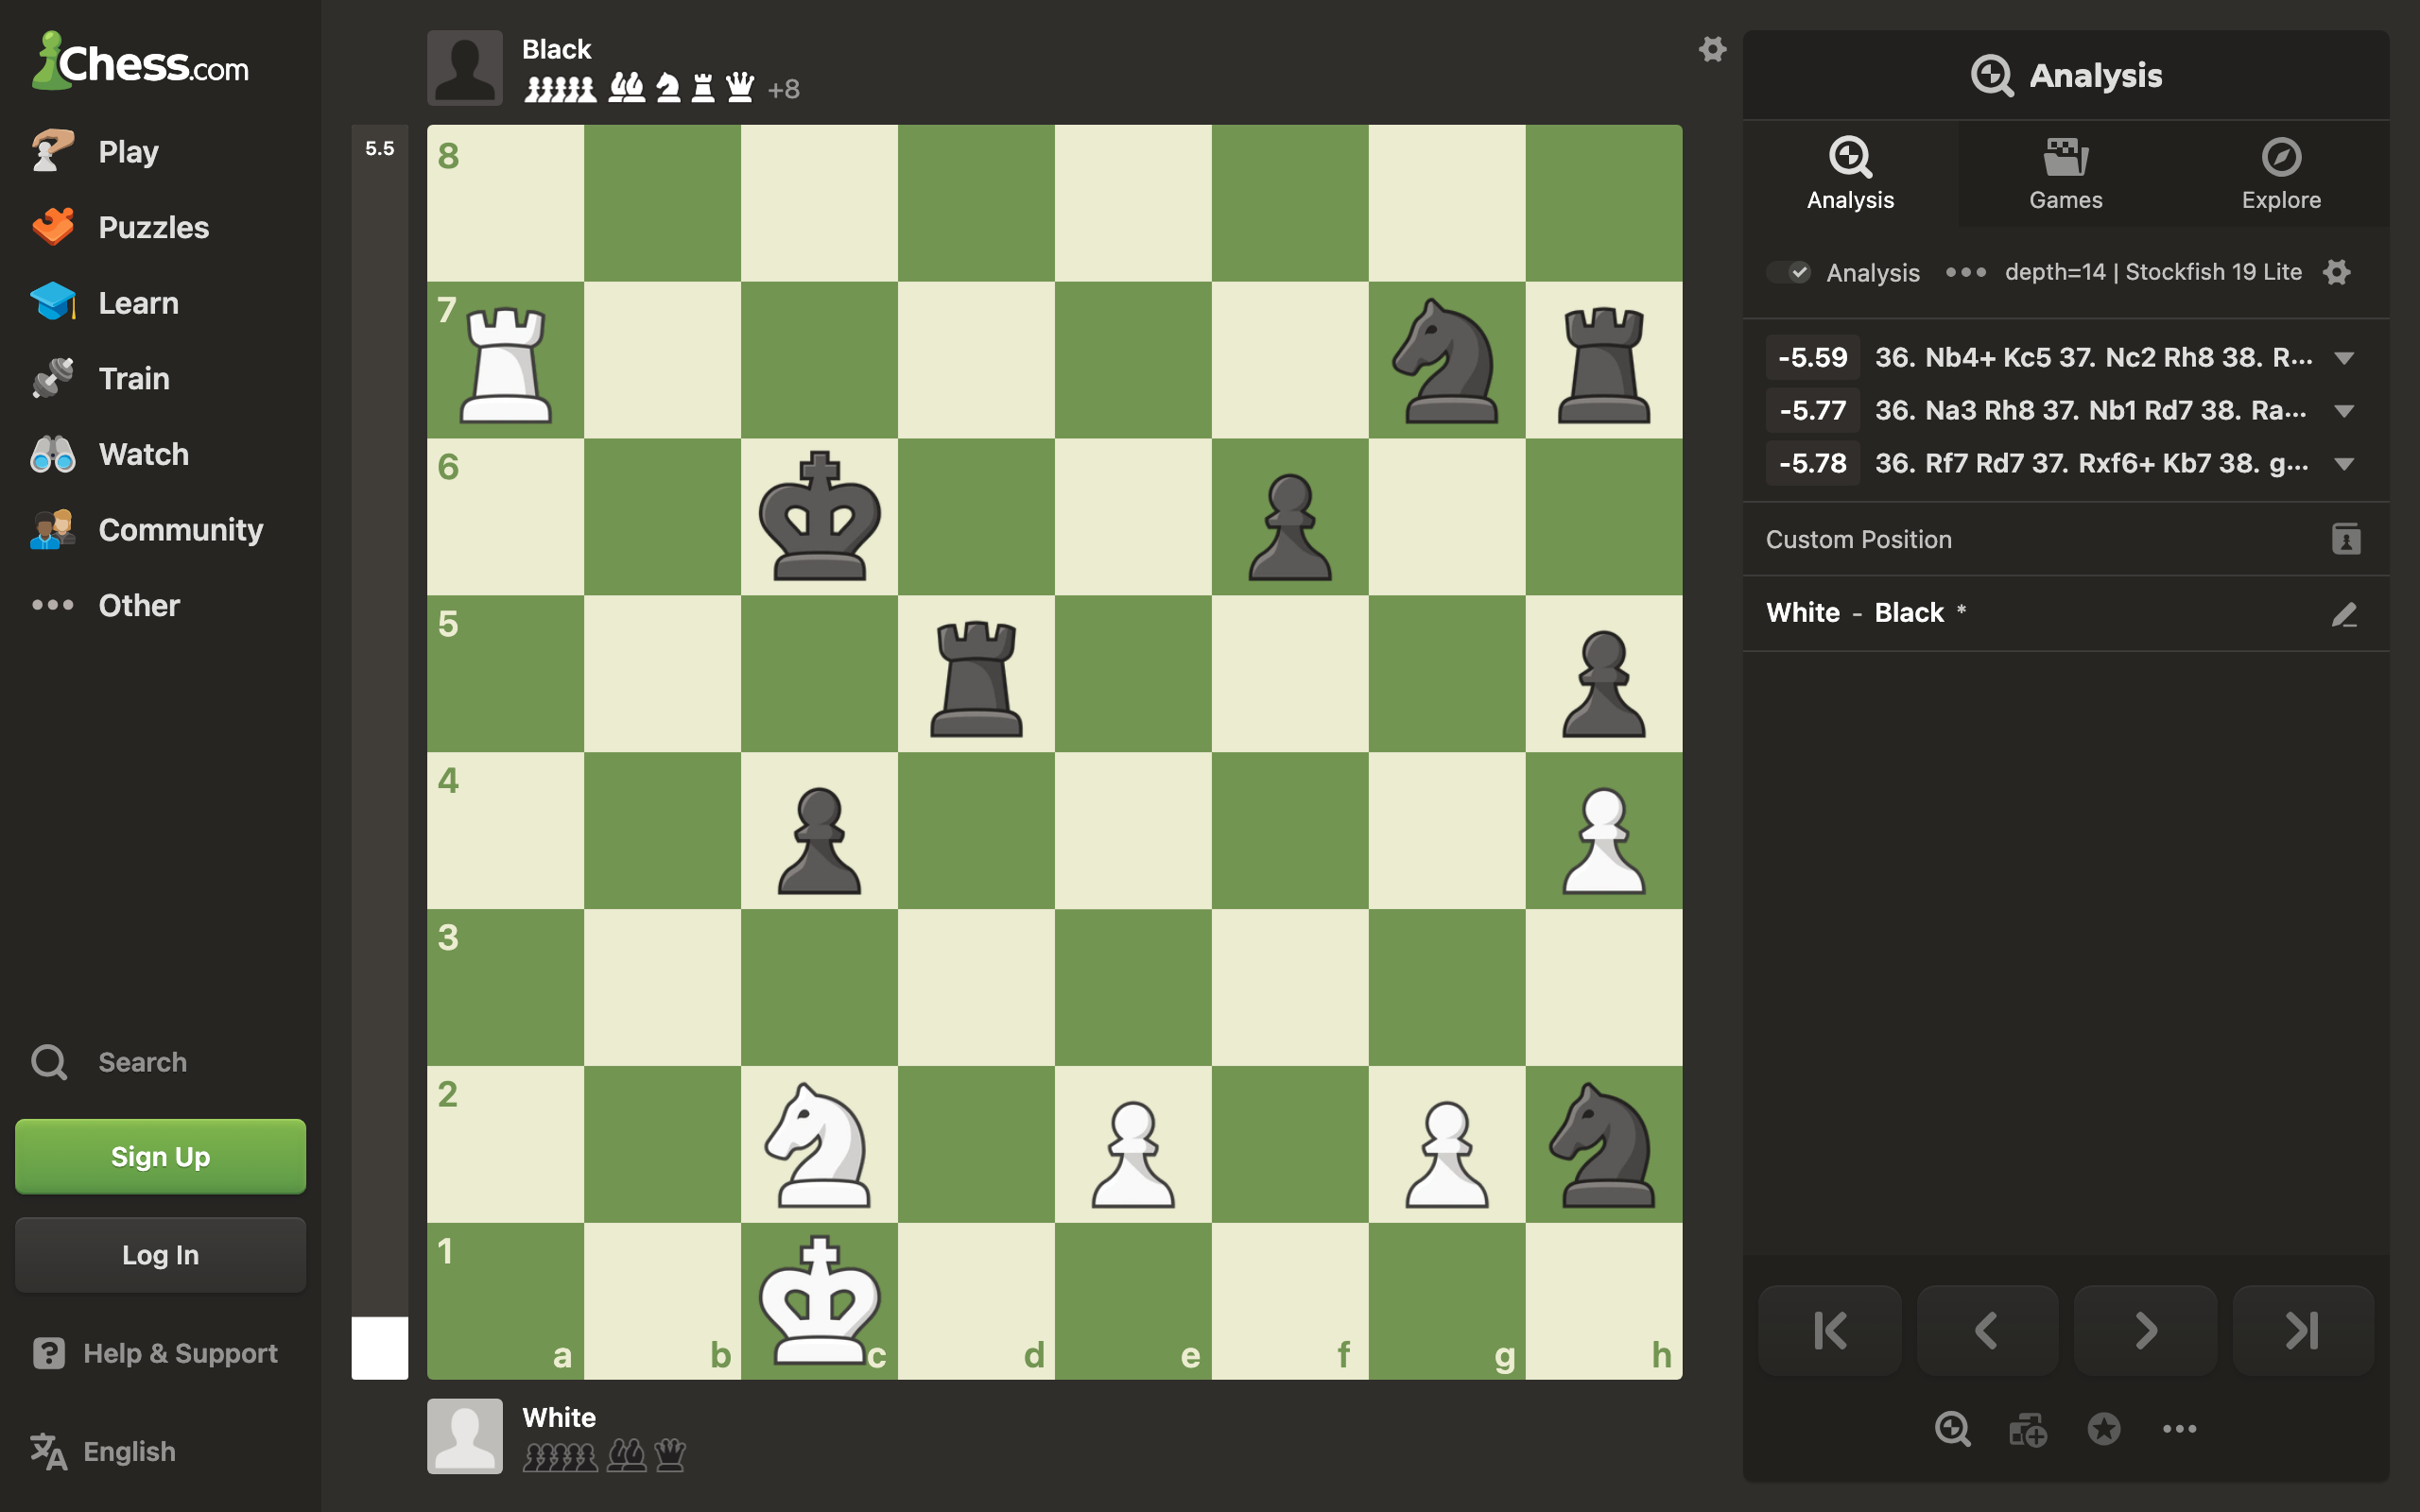 Chess.com
Play
Puzzles
Learn
Train
Watch
Community
Other
Search
Sign Up
Log In
Help & Support
English
Black
+8
5.5
8
7
6
5
4
3
2
1
a b c d e f g h
White
Analysis
Analysis
Games
Explore
Analysis
depth=14 | Stockfish 19 Lite
-5.59 36. Nb4+ Kc5 37. Nc2 Rh8 38. R...
-5.77 36. Na3 Rh8 37. Nb1 Rd7 38. Ra...
-5.78 36. Rf7 Rd7 37. Rxf6+ Kb7 38. g...
Custom Position
White - Black *